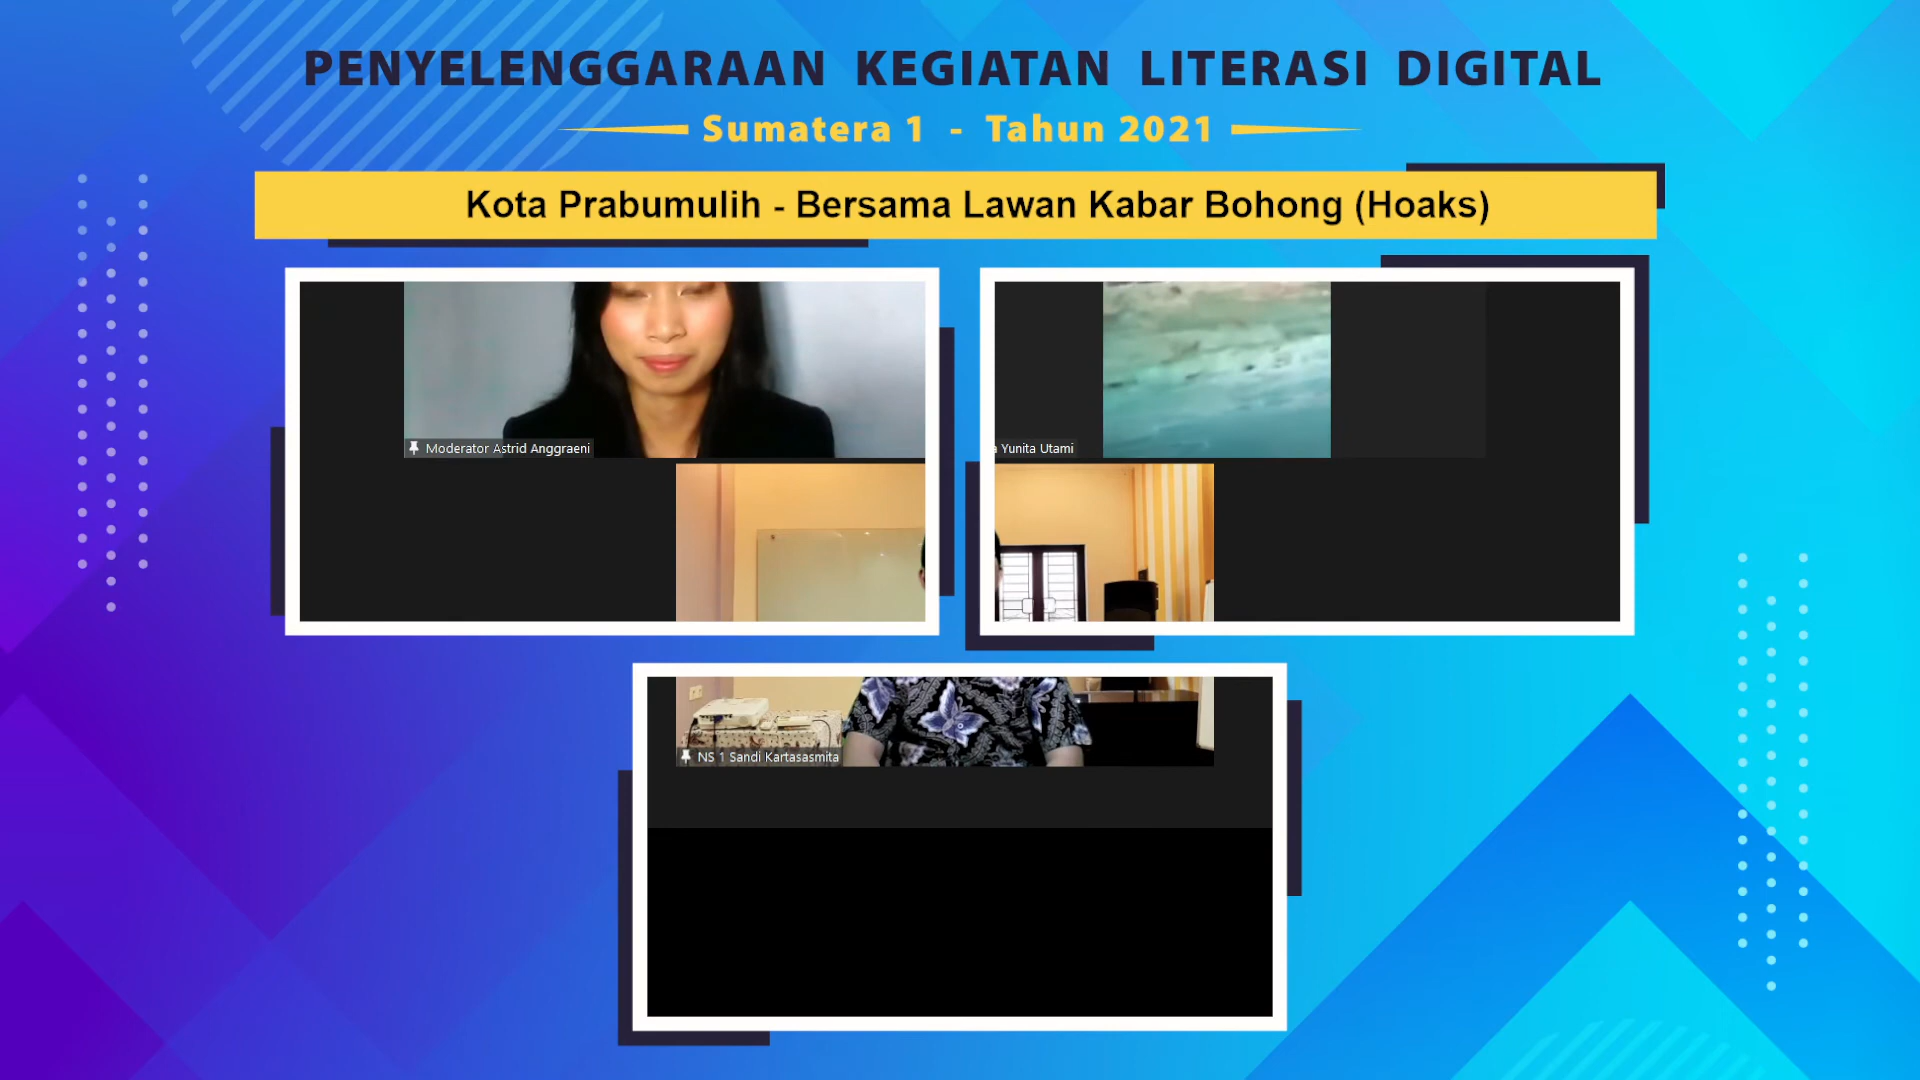 PENYELENGGARAAN KEGIATAN LITERASI DIGITAL
Sumatera 1 - Tahun 2021
Kota Prabumulih - Bersama Lawan Kabar Bohong (Hoaks)
Moderator Astrid Anggraeni
Yunita Utami
NS 1 Sandi Kartasasmita